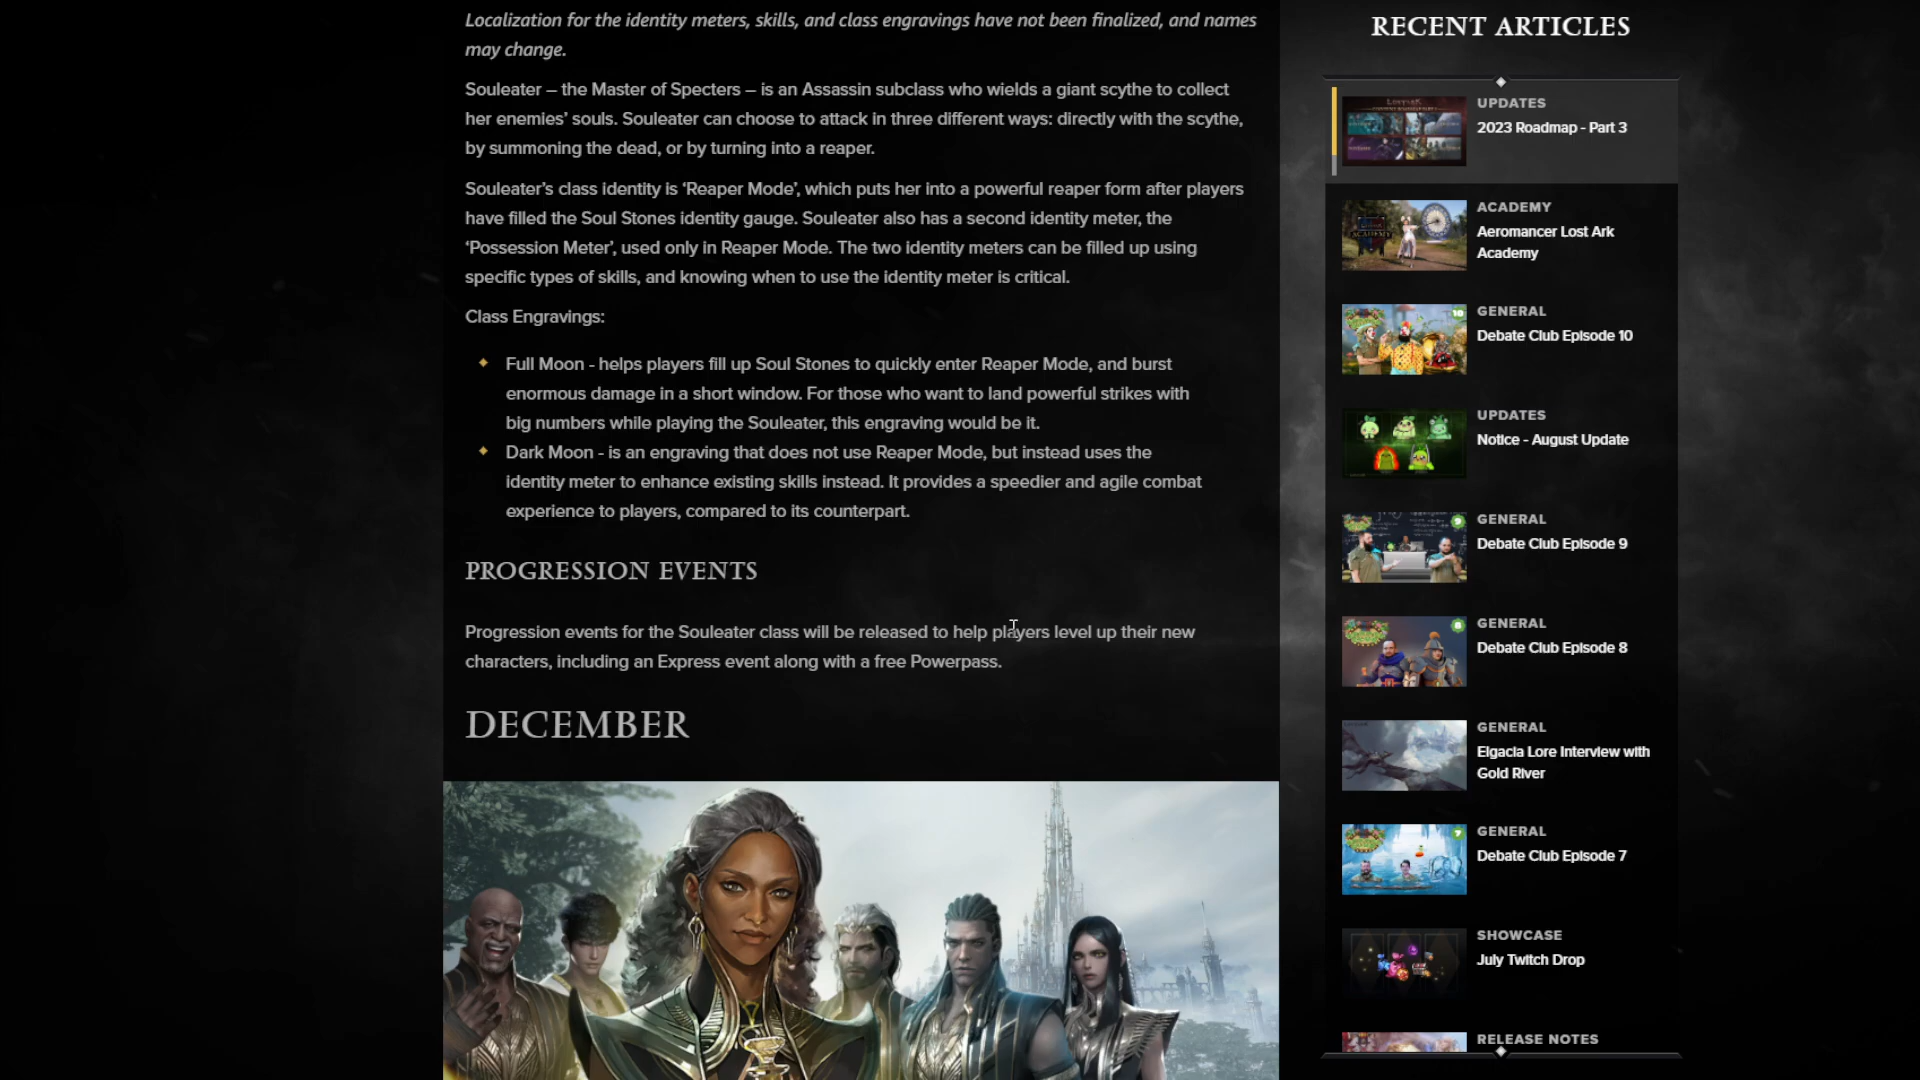 Localization for the identity meters, skills, and class engravings have not been finalized, and names
may change.
Souleater – the Master of Specters – is an Assassin subclass who wields a giant scythe to collect
her enemies’ souls. Souleater can choose to attack in three different ways: directly with the scythe,
by summoning the dead, or by turning into a reaper.
Souleater’s class identity is ‘Reaper Mode’, which puts her into a powerful reaper form after players
have filled the Soul Stones identity gauge. Souleater also has a second identity meter, the
‘Possession Meter’, used only in Reaper Mode. The two identity meters can be filled up using
specific types of skills, and knowing when to use the identity meter is critical.
Class Engravings:
Full Moon - helps players fill up Soul Stones to quickly enter Reaper Mode, and burst
enormous damage in a short window. For those who want to land powerful strikes with
big numbers while playing the Souleater, this engraving would be it.
Dark Moon - is an engraving that does not use Reaper Mode, but instead uses the
identity meter to enhance existing skills instead. It provides a speedier and agile combat
experience to players, compared to its counterpart.
PROGRESSION EVENTS
Progression events for the Souleater class will be released to help players level up their new
characters, including an Express event along with a free Powerpass.
DECEMBER
RECENT ARTICLES
UPDATES
2023 Roadmap - Part 3
ACADEMY
Aeromancer Lost Ark
Academy
GENERAL
Debate Club Episode 10
UPDATES
Notice - August Update
GENERAL
Debate Club Episode 9
GENERAL
Debate Club Episode 8
GENERAL
Elgacia Lore Interview with
Gold River
GENERAL
Debate Club Episode 7
SHOWCASE
July Twitch Drop
RELEASE NOTES